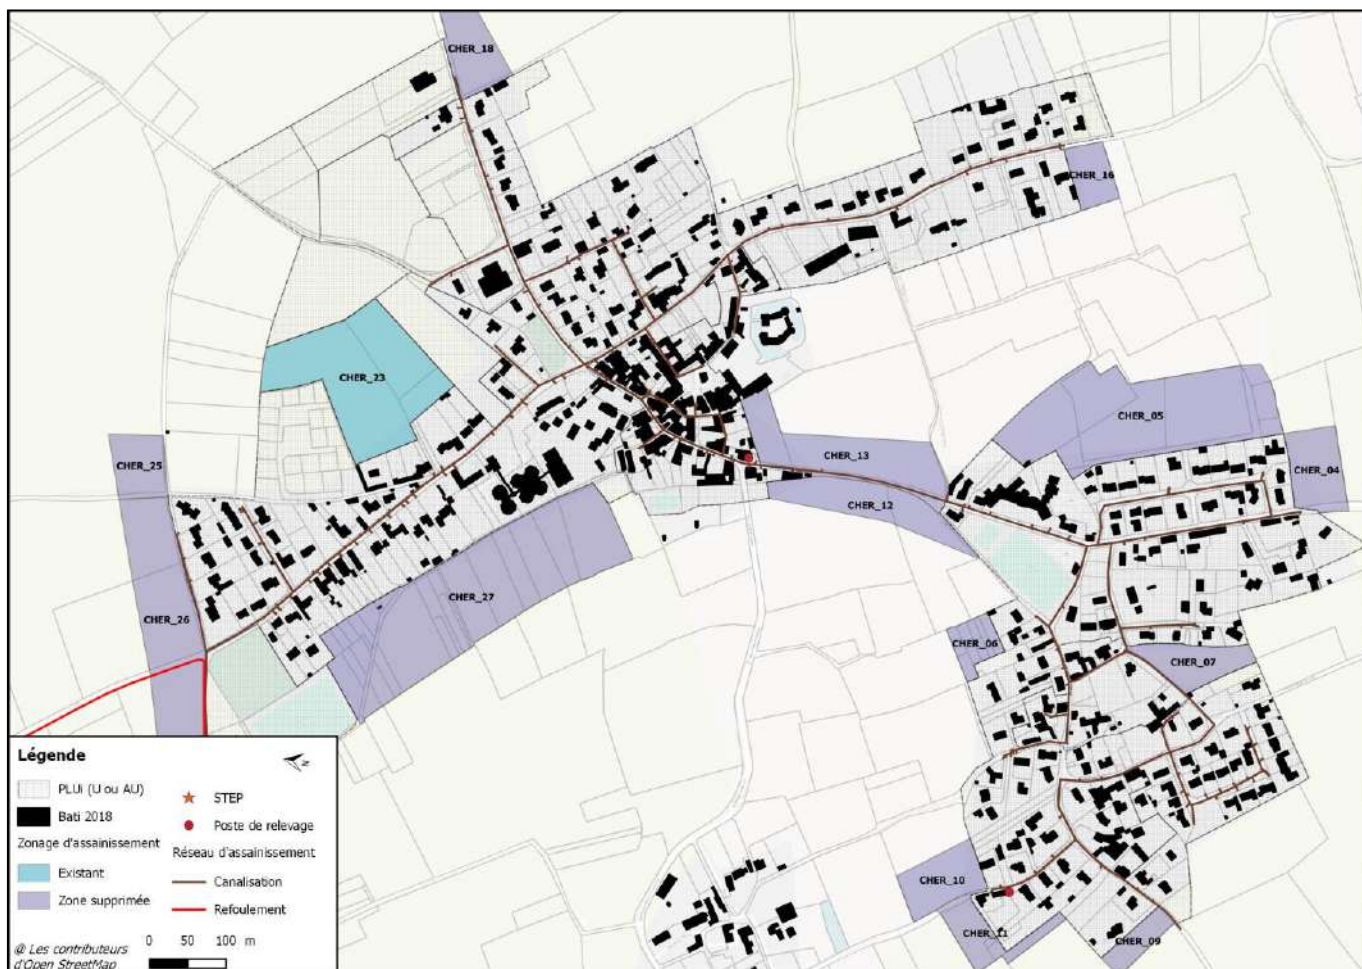 CHER_18
CHER_16
CHER_23
CHER_05
CHER_25
CHER_13
CHER_04
CHER_12
CHER_27
CHER_26
CHER_06
CHER_07
CHER_10
CHER_11
CHER_09
Légende
N
PLUi (U ou AU)
Bati 2018
Zonage d'assainissement
Existant
Zone supprimée
STEP
Poste de relevage
Réseau d'assainissement
Canalisation
Refoulement
@ Les contributeurs
d'Open StreetMap
0 50 100 m